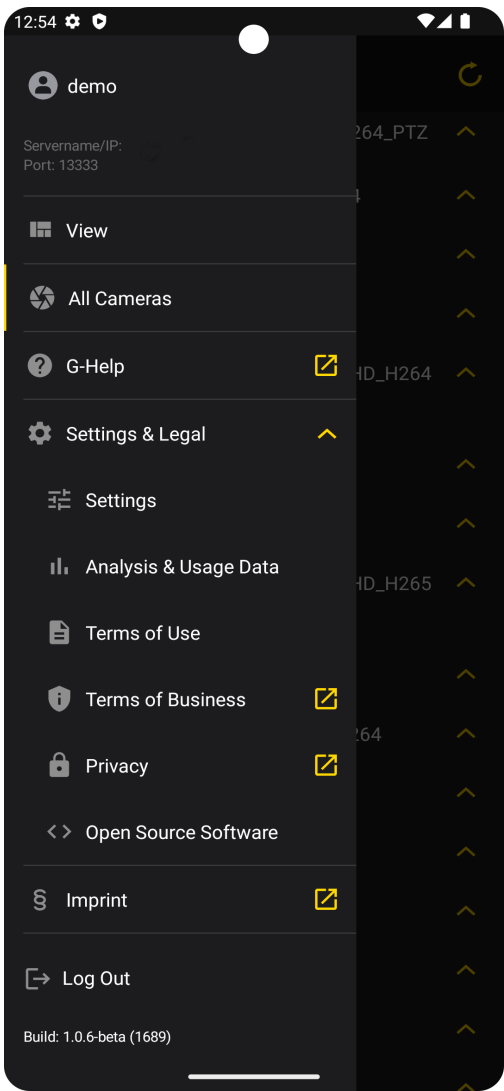 12:54
demo
Servername/IP:
Port: 13333
264_PTZ
View
All Cameras
G-Help
HD_H264
Settings & Legal
Settings
Analysis & Usage Data
HD_H265
Terms of Use
Terms of Business
264
Privacy
Open Source Software
§ Imprint
Log Out
Build: 1.0.6-beta (1689)